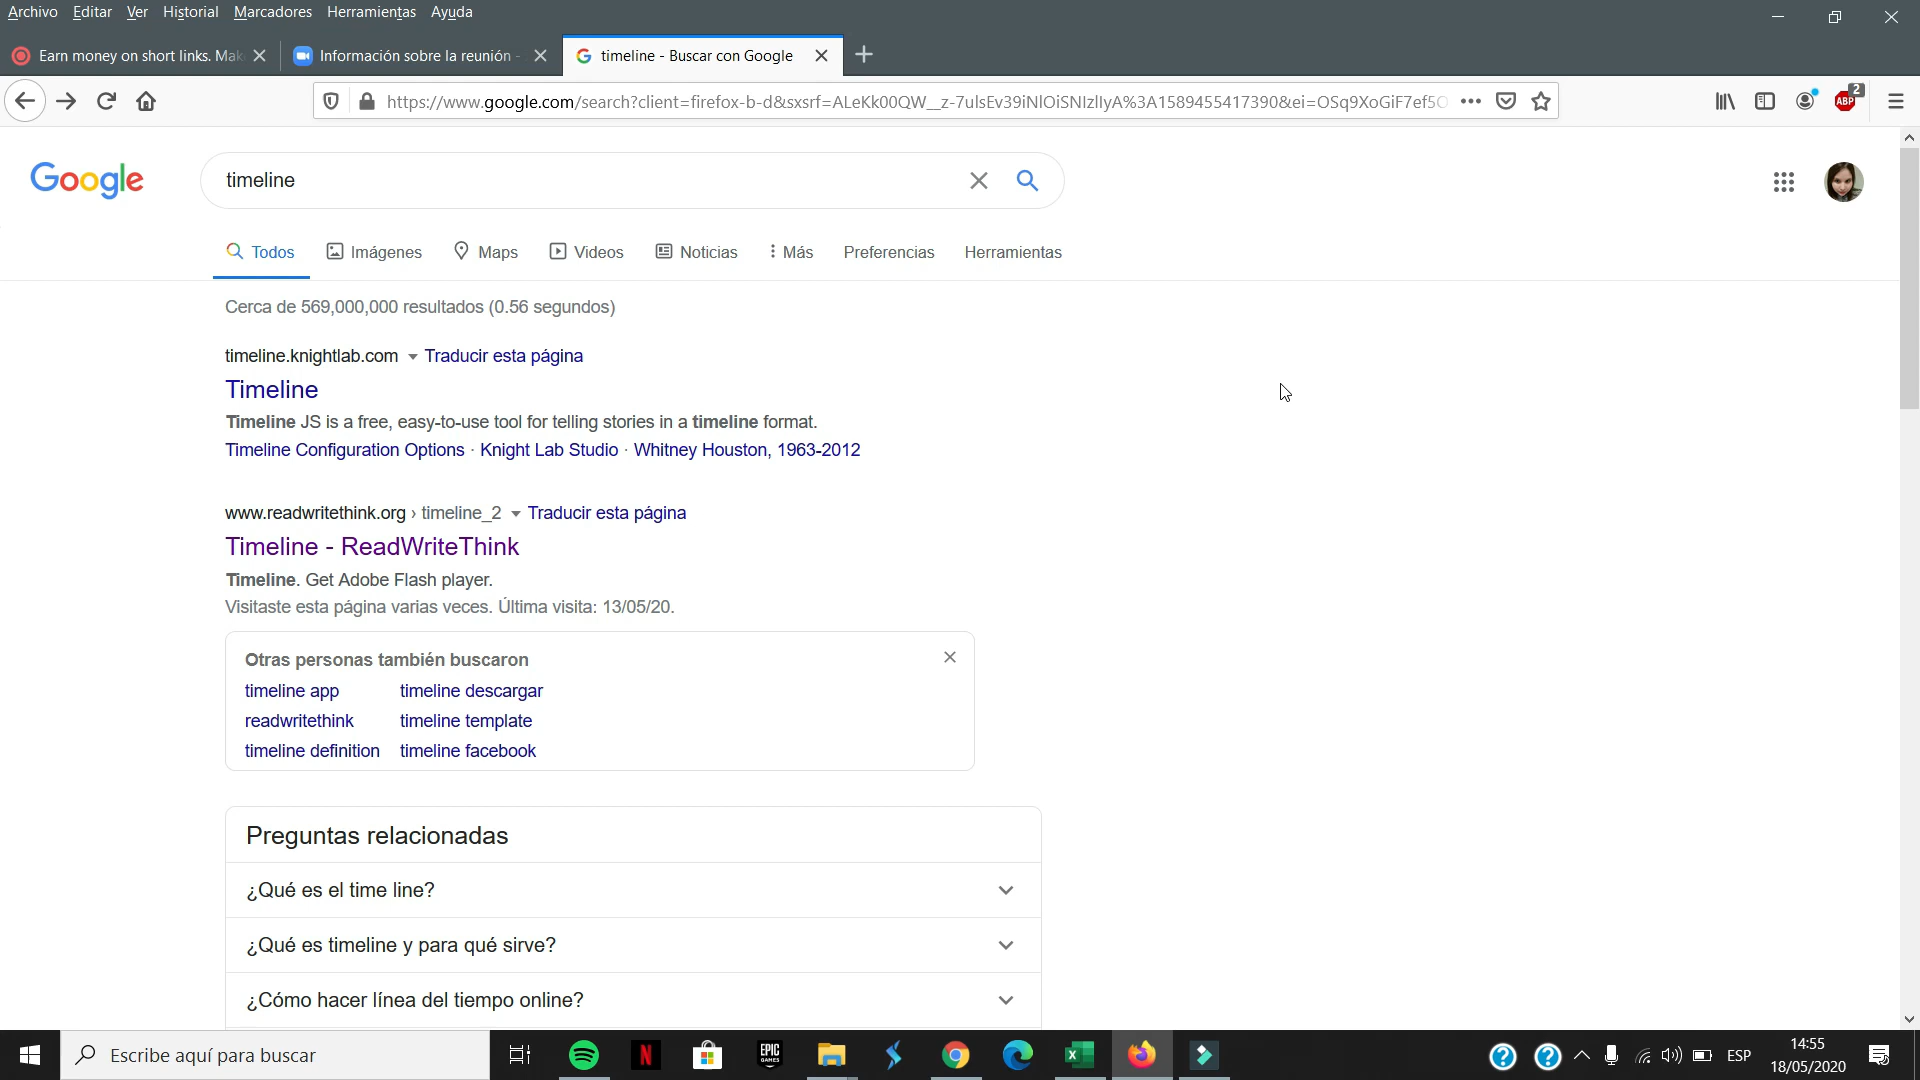 Archivo Editar Ver Historial Marcadores Herramientas Ayuda
Earn money on short links. Mak
Información sobre la reunión -
timeline - Buscar con Google
https://www.google.com/search?client=firefox-b-d&sxsrf=ALeKk00QW__z-7ulsEv39iNlOiSNIzlIyA%3A1589455417390&ei=OSq9XoGiF7ef5O
ABP
2
Google
timeline
Todos Imágenes Maps Videos Noticias Más Preferencias Herramientas
Cerca de 569,000,000 resultados (0.56 segundos)
timeline.knightlab.com Traducir esta página
Timeline
Timeline JS is a free, easy-to-use tool for telling stories in a timeline format.
Timeline Configuration Options · Knight Lab Studio · Whitney Houston, 1963-2012
www.readwritethink.org › timeline_2 Traducir esta página
Timeline - ReadWriteThink
Timeline. Get Adobe Flash player.
Visitaste esta página varias veces. Última visita: 13/05/20.
Otras personas también buscaron
timeline app timeline descargar
readwritethink timeline template
timeline definition timeline facebook
Preguntas relacionadas
¿Qué es el time line?
¿Qué es timeline y para qué sirve?
¿Cómo hacer línea del tiempo online?
Escribe aquí para buscar
N
EPIC
GAMES
ESP
14:55
18/05/2020